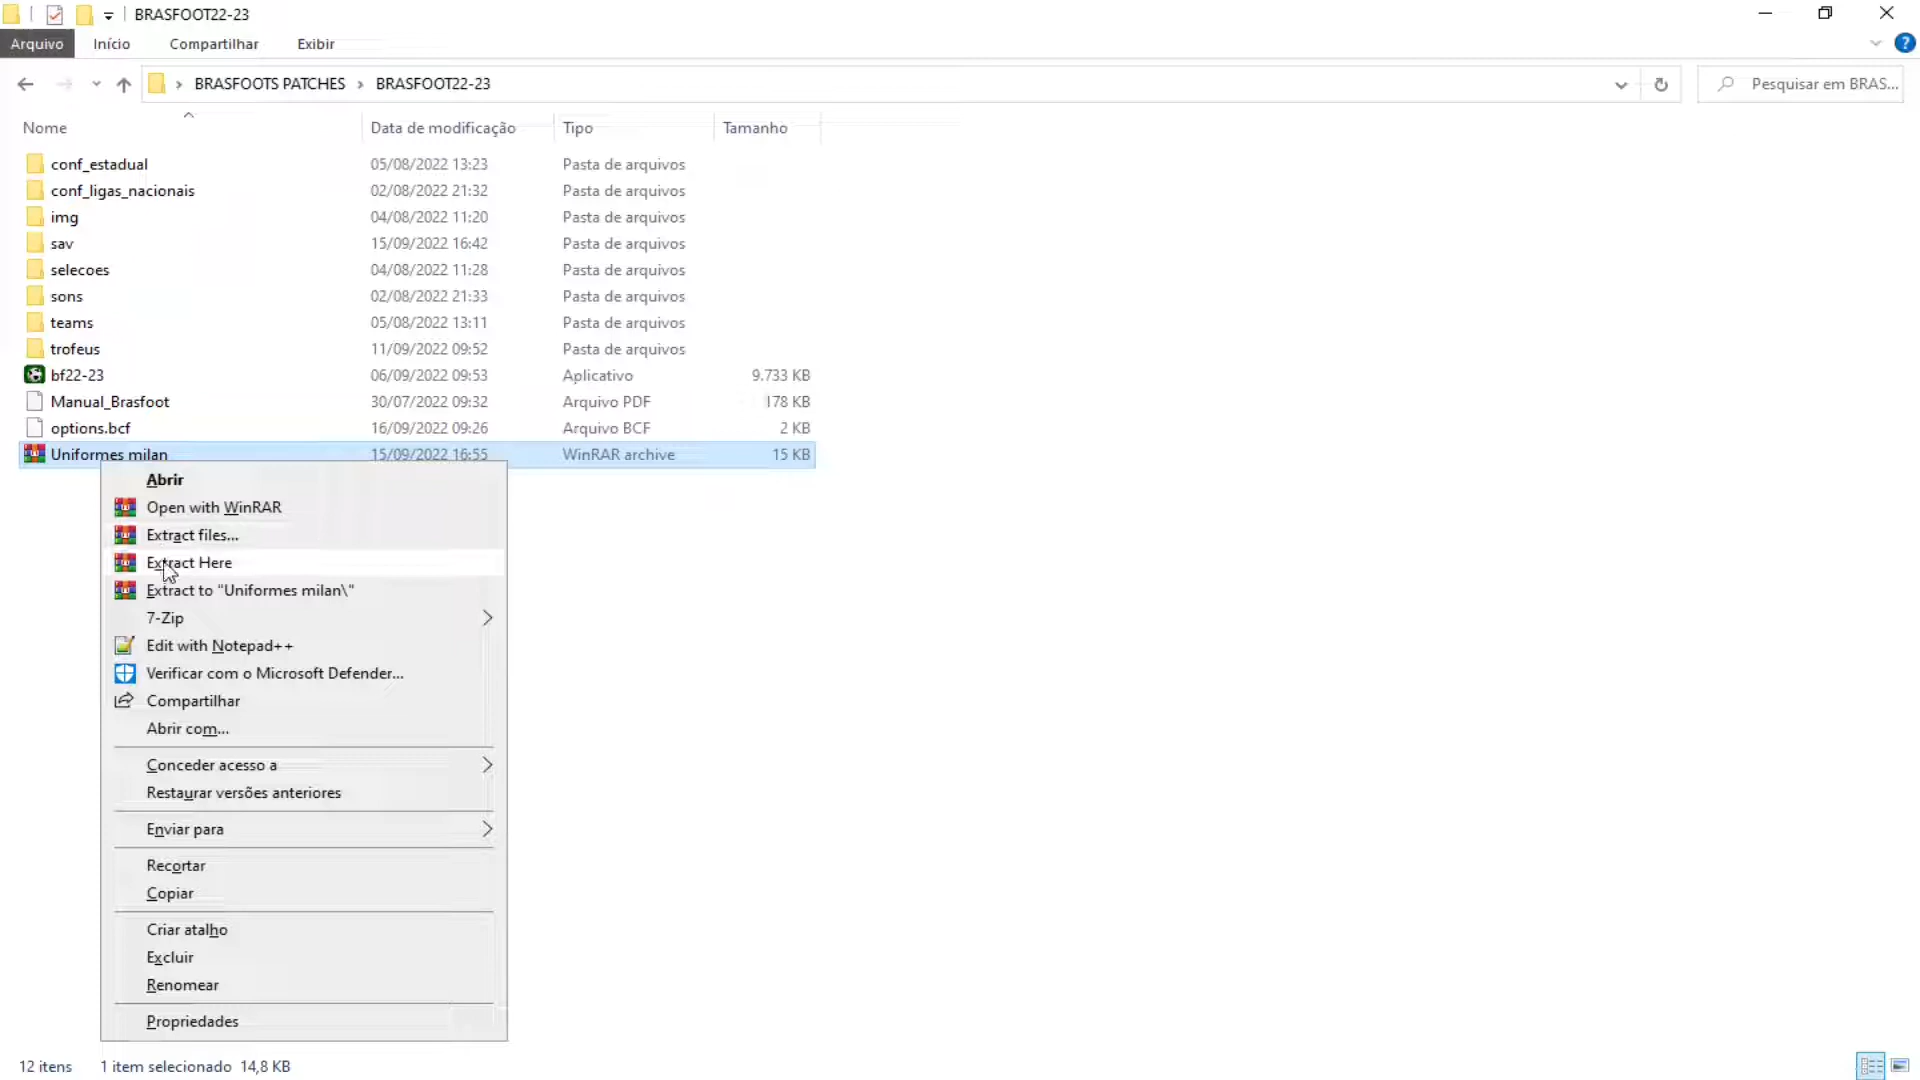 BRASFOOT22-23
Arquivo Início Compartilhar Exibir ?
BRASFOOTS PATCHES > BRASFOOT22-23 Pesquisar em BRAS...
Nome Data de modificação Tipo Tamanho
conf_estadual 05/08/2022 13:23 Pasta de arquivos
conf_ligas_nacionais 02/08/2022 21:32 Pasta de arquivos
img 04/08/2022 11:20 Pasta de arquivos
sav 15/09/2022 16:42 Pasta de arquivos
selecoes 04/08/2022 11:28 Pasta de arquivos
sons 02/08/2022 21:33 Pasta de arquivos
teams 05/08/2022 13:11 Pasta de arquivos
trofeus 11/09/2022 09:52 Pasta de arquivos
bf22-23 06/09/2022 09:53 Aplicativo 9.733 KB
Manual_Brasfoot 30/07/2022 09:32 Arquivo PDF 178 KB
options.bcf 16/09/2022 09:26 Arquivo BCF 2 KB
Uniformes milan 15/09/2022 16:55 WinRAR archive 15 KB
Abrir
Open with WinRAR
Extract files...
Extract Here
Extract to "Uniformes milan\"
7-Zip
Edit with Notepad++
Verificar com o Microsoft Defender...
Compartilhar
Abrir com...
Conceder acesso a
Restaurar versões anteriores
Enviar para
Recortar
Copiar
Criar atalho
Excluir
Renomear
Propriedades
12 itens 1 item selecionado 14,8 KB